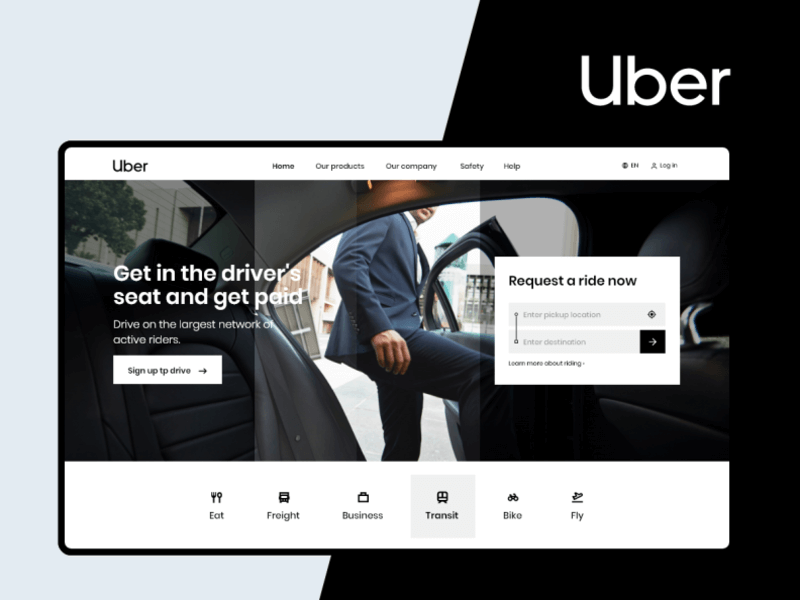 Uber
Uber
Home
Our products
Our company
Safety
Help
EN
Log in
Get in the driver's
seat and get paid
Drive on the largest network of
active riders.
Sign up tp drive
Request a ride now
Enter pickup location
Enter destination
Learn more about riding ›
Eat
Freight
Business
Transit
Bike
Fly